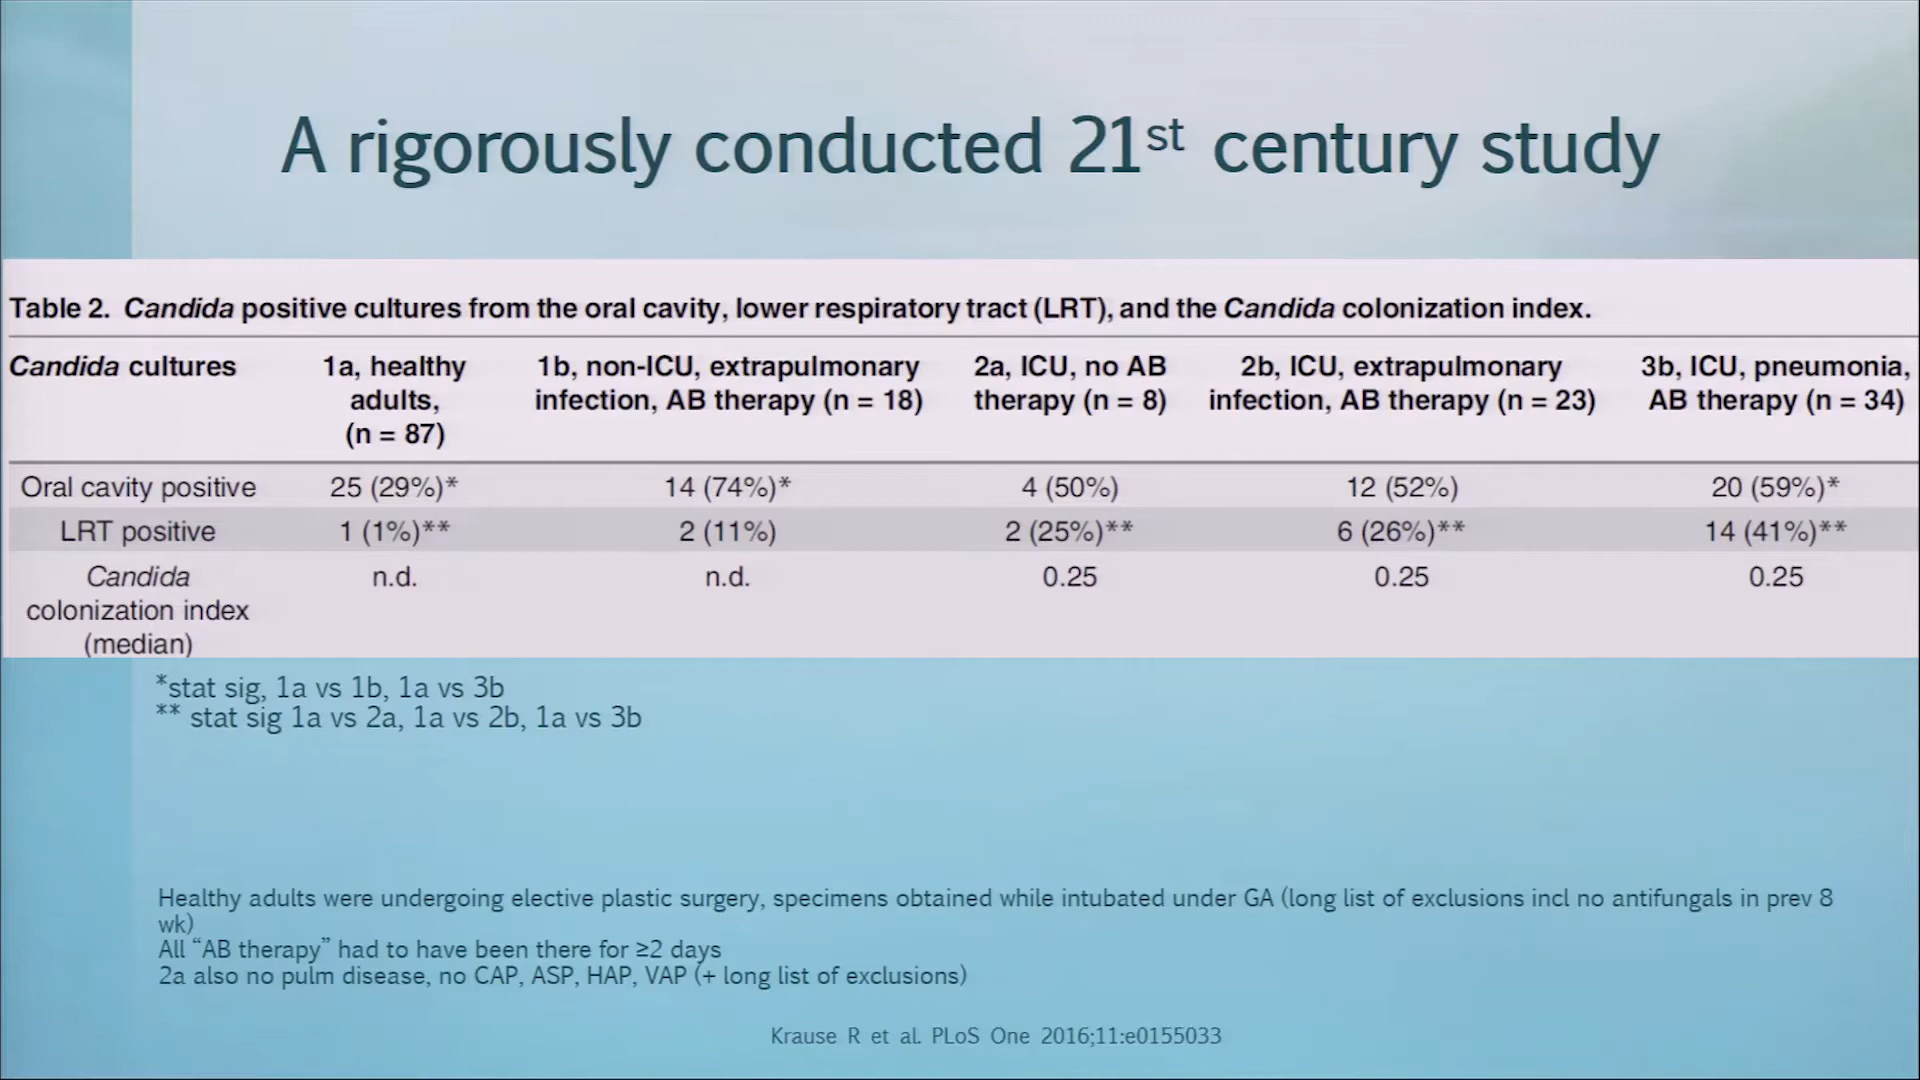 A rigorously conducted 21st century study
Table 2. Candida positive cultures from the oral cavity, lower respiratory tract (LRT), and the Candida colonization index.
Candida cultures 1a, healthy adults, (n = 87) 1b, non-ICU, extrapulmonary infection, AB therapy (n = 18) 2a, ICU, no AB therapy (n = 8) 2b, ICU, extrapulmonary infection, AB therapy (n = 23) 3b, ICU, pneumonia, AB therapy (n = 34)
Oral cavity positive 25 (29%)* 14 (74%)* 4 (50%) 12 (52%) 20 (59%)*
LRT positive 1 (1%)** 2 (11%) 2 (25%)** 6 (26%)** 14 (41%)**
Candida colonization index (median) n.d. n.d. 0.25 0.25 0.25
*stat sig, 1a vs 1b, 1a vs 3b
** stat sig 1a vs 2a, 1a vs 2b, 1a vs 3b
Healthy adults were undergoing elective plastic surgery, specimens obtained while intubated under GA (long list of exclusions incl no antifungals in prev 8
wk)
All “AB therapy” had to have been there for ≥2 days
2a also no pulm disease, no CAP, ASP, HAP, VAP (+ long list of exclusions)
Krause R et al. PLoS One 2016;11:e0155033